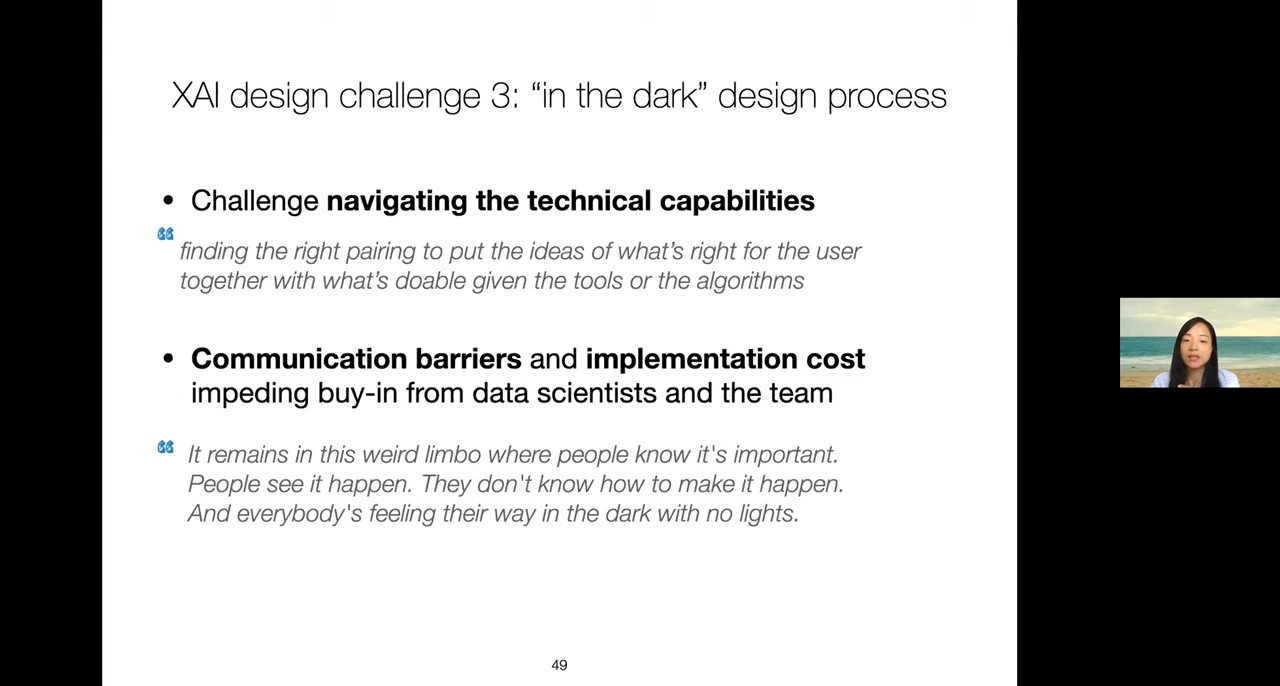 XAI design challenge 3: “in the dark” design process
• Challenge navigating the technical capabilities
“ finding the right pairing to put the ideas of what’s right for the user
together with what’s doable given the tools or the algorithms
• Communication barriers and implementation cost
impeding buy-in from data scientists and the team
“ It remains in this weird limbo where people know it's important.
People see it happen. They don't know how to make it happen.
And everybody's feeling their way in the dark with no lights.
49